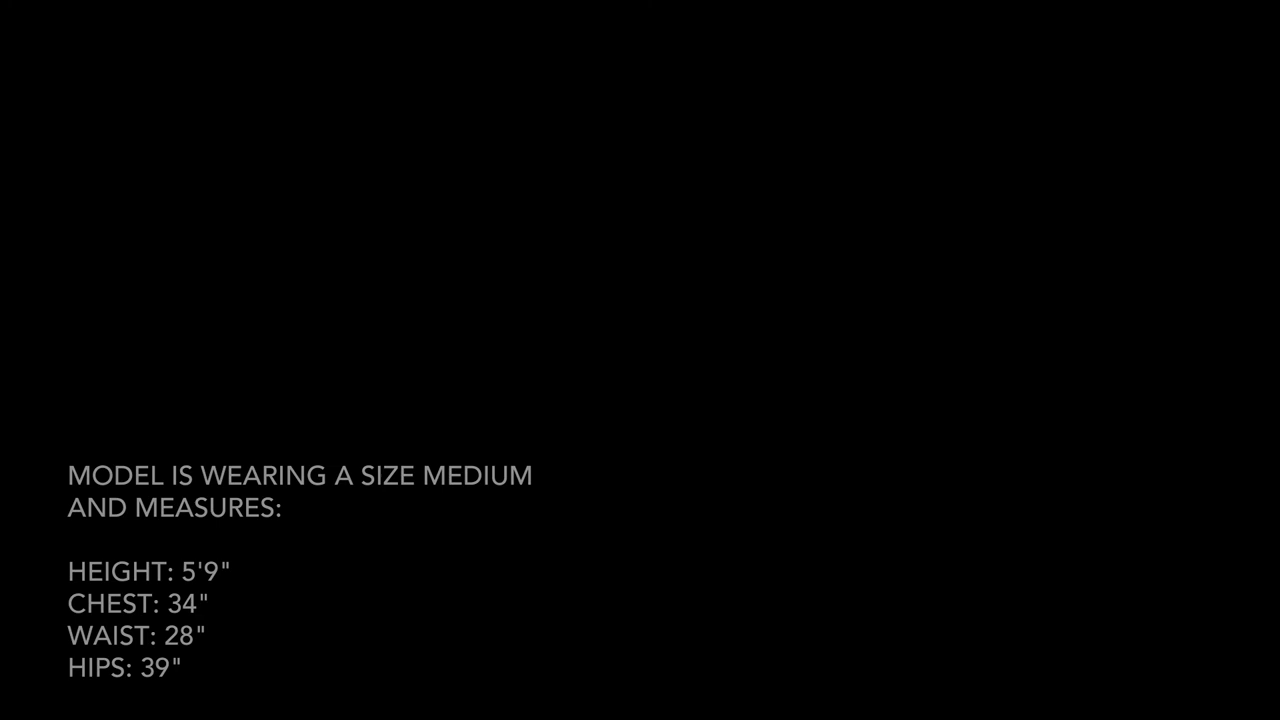 MODEL IS WEARING A SIZE MEDIUM
AND MEASURES:
HEIGHT: 5'9"
CHEST: 34"
WAIST: 28"
HIPS: 39"